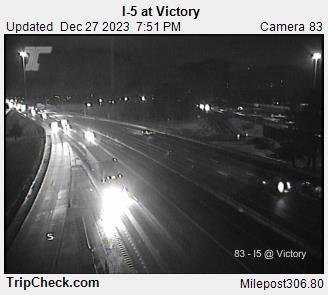 I-5 at Victory
Updated Dec 27 2023 7:51 PM Camera 83
S
83 - I5 @ Victory
TripCheck.com Milepost306.80